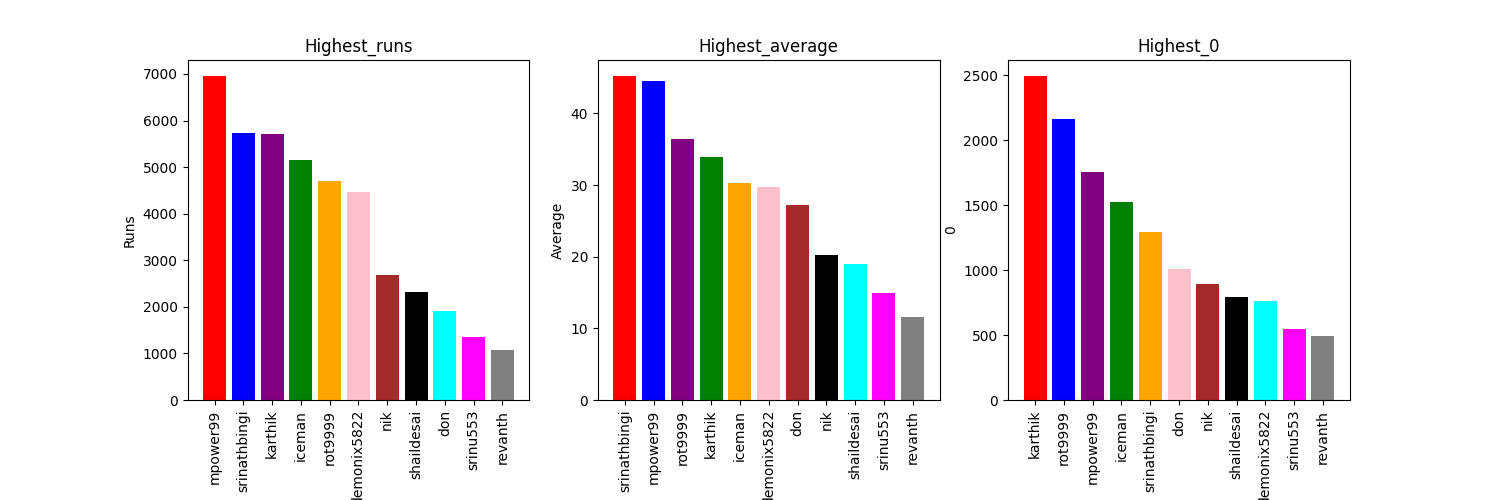 Highest_runs
Runs
7000
6000
5000
4000
3000
2000
1000
0
mpower99
srinathbingi
karthik
iceman
rot9999
lemonix5822
nik
shaildesai
don
srinu553
revanth
Highest_average
Average
40
30
20
10
0
srinathbingi
mpower99
rot9999
karthik
iceman
lemonix5822
don
nik
shaildesai
srinu553
revanth
Highest_0
0
2500
2000
1500
1000
500
0
karthik
rot9999
mpower99
iceman
srinathbingi
don
nik
shaildesai
lemonix5822
srinu553
revanth